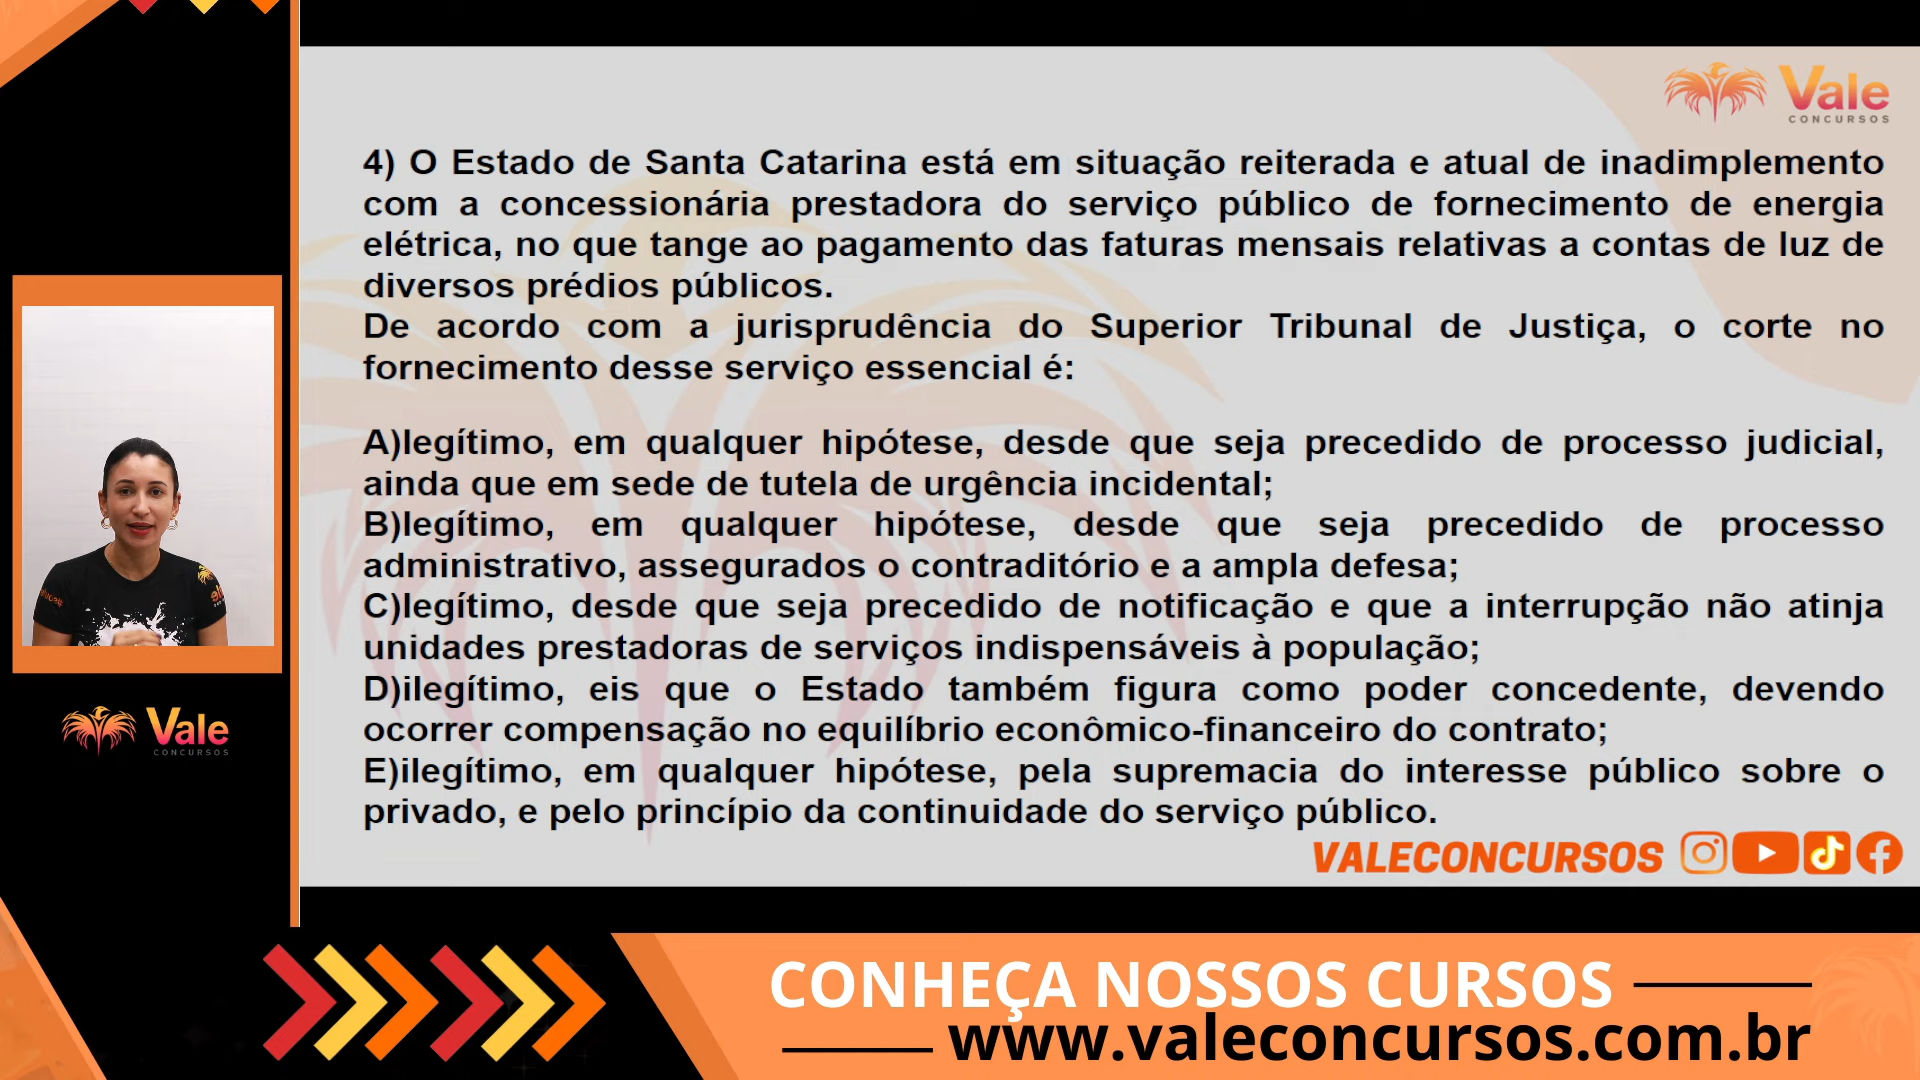 Vale
CONCURSOS
4) O Estado de Santa Catarina está em situação reiterada e atual de inadimplemento
com a concessionária prestadora do serviço público de fornecimento de energia
elétrica, no que tange ao pagamento das faturas mensais relativas a contas de luz de
diversos prédios públicos.
De acordo com a jurisprudência do Superior Tribunal de Justiça, o corte no
fornecimento desse serviço essencial é:
A)legítimo, em qualquer hipótese, desde que seja precedido de processo judicial,
ainda que em sede de tutela de urgência incidental;
B)legítimo, em qualquer hipótese, desde que seja precedido de processo
administrativo, assegurados o contraditório e a ampla defesa;
C)legítimo, desde que seja precedido de notificação e que a interrupção não atinja
unidades prestadoras de serviços indispensáveis à população;
D)ilegítimo, eis que o Estado também figura como poder concedente, devendo
ocorrer compensação no equilíbrio econômico-financeiro do contrato;
E)ilegítimo, em qualquer hipótese, pela supremacia do interesse público sobre o
privado, e pelo princípio da continuidade do serviço público.
VALECONCURSOS
Vale
CONCURSOS
CONHEÇA NOSSOS CURSOS
www.valeconcursos.com.br